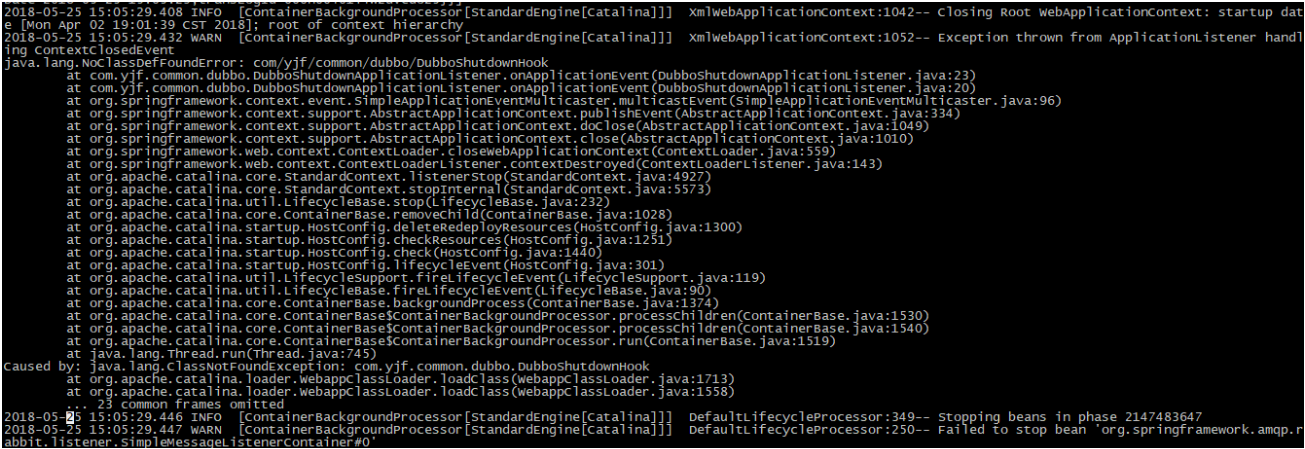 2018-05-25 15:05:29.408 INFO  [ContainerBackgroundProcessor[StandardEngine[Catalina]]]  XmlWebApplicationContext:1042-- Closing Root WebApplicationContext: startup dat
e [Mon Apr 02 19:01:39 CST 2018]; root of context hierarchy
2018-05-25 15:05:29.432 WARN  [ContainerBackgroundProcessor[StandardEngine[Catalina]]]  XmlWebApplicationContext:1052-- Exception thrown from ApplicationListener handl
ing ContextClosedEvent
java.lang.NoClassDefFoundError: com/yjf/common/dubbo/DubboShutdownHook
at com.yjf.common.dubbo.DubboShutdownApplicationListener.onApplicationEvent(DubboShutdownApplicationListener.java:23)
at com.yjf.common.dubbo.DubboShutdownApplicationListener.onApplicationEvent(DubboShutdownApplicationListener.java:20)
at org.springframework.context.event.SimpleApplicationEventMulticaster.multicastEvent(SimpleApplicationEventMulticaster.java:96)
at org.springframework.context.support.AbstractApplicationContext.publishEvent(AbstractApplicationContext.java:334)
at org.springframework.context.support.AbstractApplicationContext.doClose(AbstractApplicationContext.java:1049)
at org.springframework.context.support.AbstractApplicationContext.close(AbstractApplicationContext.java:1010)
at org.springframework.web.context.ContextLoader.closeWebApplicationContext(ContextLoader.java:559)
at org.springframework.web.context.ContextLoaderListener.contextDestroyed(ContextLoaderListener.java:143)
at org.apache.catalina.core.StandardContext.listenerStop(StandardContext.java:4927)
at org.apache.catalina.core.StandardContext.stopInternal(StandardContext.java:5573)
at org.apache.catalina.util.LifecycleBase.stop(LifecycleBase.java:232)
at org.apache.catalina.core.ContainerBase.removeChild(ContainerBase.java:1028)
at org.apache.catalina.startup.HostConfig.deleteRedeployResources(HostConfig.java:1300)
at org.apache.catalina.startup.HostConfig.checkResources(HostConfig.java:1251)
at org.apache.catalina.startup.HostConfig.check(HostConfig.java:1440)
at org.apache.catalina.startup.HostConfig.lifecycleEvent(HostConfig.java:301)
at org.apache.catalina.util.LifecycleSupport.fireLifecycleEvent(LifecycleSupport.java:119)
at org.apache.catalina.util.LifecycleBase.fireLifecycleEvent(LifecycleBase.java:90)
at org.apache.catalina.core.ContainerBase.backgroundProcess(ContainerBase.java:1374)
at org.apache.catalina.core.ContainerBase$ContainerBackgroundProcessor.processChildren(ContainerBase.java:1530)
at org.apache.catalina.core.ContainerBase$ContainerBackgroundProcessor.processChildren(ContainerBase.java:1540)
at org.apache.catalina.core.ContainerBase$ContainerBackgroundProcessor.run(ContainerBase.java:1519)
at java.lang.Thread.run(Thread.java:745)
Caused by: java.lang.ClassNotFoundException: com.yjf.common.dubbo.DubboShutdownHook
at org.apache.catalina.loader.WebappClassLoader.loadClass(WebappClassLoader.java:1713)
at org.apache.catalina.loader.WebappClassLoader.loadClass(WebappClassLoader.java:1558)
... 23 common frames omitted
2018-05-25 15:05:29.446 INFO  [ContainerBackgroundProcessor[StandardEngine[Catalina]]]  DefaultLifecycleProcessor:349-- Stopping beans in phase 2147483647
2018-05-25 15:05:29.447 WARN  [ContainerBackgroundProcessor[StandardEngine[Catalina]]]  DefaultLifecycleProcessor:250-- Failed to stop bean 'org.springframework.amqp.r
abbit.listener.SimpleMessageListenerContainer#0'